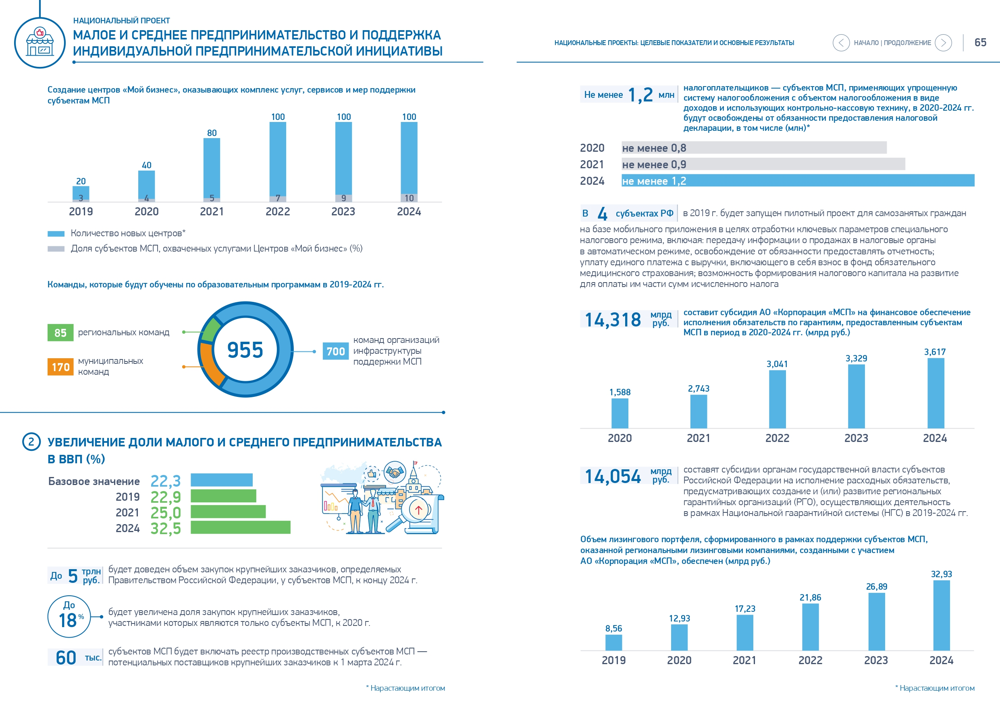 НАЦИОНАЛЬНЫЙ ПРОЕКТ
МАЛОЕ И СРЕДНЕЕ ПРЕДПРИНИМАТЕЛЬСТВО И ПОДДЕРЖКА
ИНДИВИДУАЛЬНОЙ ПРЕДПРИНИМАТЕЛЬСКОЙ ИНИЦИАТИВЫ
Создание центров «Мой бизнес», оказывающих комплекс услуг, сервисов и мер поддержки
субъектам МСП
20 40 80 100 100 100
3 4 5 7 9 10
2019 2020 2021 2022 2023 2024
Количество новых центров*
Доля субъектов МСП, охваченных услугами Центров «Мой бизнес» (%)
Команды, которые будут обучены по образовательным программам в 2019-2024 гг.
85 региональных команд
170 муниципальных
команд
955
700 команд организаций
инфраструктуры
поддержки МСП
2 УВЕЛИЧЕНИЕ ДОЛИ МАЛОГО И СРЕДНЕГО ПРЕДПРИНИМАТЕЛЬСТВА
В ВВП (%)
Базовое значение 22,3
2019 22,9
2021 25,0
2024 32,5
До 5 трлн руб. будет доведен объем закупок крупнейших заказчиков, определяемых
Правительством Российской Федерации, у субъектов МСП, к концу 2024 г.
До
18 %
будет увеличена доля закупок крупнейших заказчиков,
участниками которых являются только субъекты МСП, к 2020 г.
60 тыс. субъектов МСП будет включать реестр производственных субъектов МСП —
потенциальных поставщиков крупнейших заказчиков к 1 марта 2024 г.
* Нарастающим итогом
НАЦИОНАЛЬНЫЕ ПРОЕКТЫ: ЦЕЛЕВЫЕ ПОКАЗАТЕЛИ И ОСНОВНЫЕ РЕЗУЛЬТАТЫ
НАЧАЛО | ПРОДОЛЖЕНИЕ
65
Не менее 1,2 млн налогоплательщиков — субъектов МСП, применяющих упрощенную
систему налогообложения с объектом налогообложения в виде
доходов и использующих контрольно-кассовую технику, в 2020-2024 гг.
будут освобождены от обязанности предоставления налоговой
декларации, в том числе (млн)*
2020 не менее 0,8
2021 не менее 0,9
2024 не менее 1,2
В 4 субъектах РФ в 2019 г. будет запущен пилотный проект для самозанятых граждан
на базе мобильного приложения в целях отработки ключевых параметров специального
налогового режима, включая: передачу информации о продажах в налоговые органы
в автоматическом режиме, освобождение от обязанности предоставлять отчетность;
уплату единого платежа с выручки, включающего в себя взнос в фонд обязательного
медицинского страхования; возможность формирования налогового капитала на развитие
для оплаты им части сумм исчисленного налога
14,318 млрд руб. составит субсидия АО «Корпорация «МСП» на финансовое обеспечение
исполнения обязательств по гарантиям, предоставленным субъектам
МСП в период в 2020-2024 гг. (млрд руб.)
1,588 2,743 3,041 3,329 3,617
2020 2021 2022 2023 2024
14,054 млрд руб. составят субсидии органам государственной власти субъектов
Российской Федерации на исполнение расходных обязательств,
предусматривающих создание и (или) развитие региональных
гарантийных организаций (РГО), осуществляющих деятельность
в рамках Национальной гаарантийной системы (НГС) в 2019-2024 гг.
Объем лизингового портфеля, сформированного в рамках поддержки субъектов МСП,
оказанной региональными лизинговыми компаниями, созданными с участием
АО «Корпорация «МСП», обеспечен (млрд руб.)
8,56 12,93 17,23 21,86 26,89 32,93
2019 2020 2021 2022 2023 2024
* Нарастающим итогом